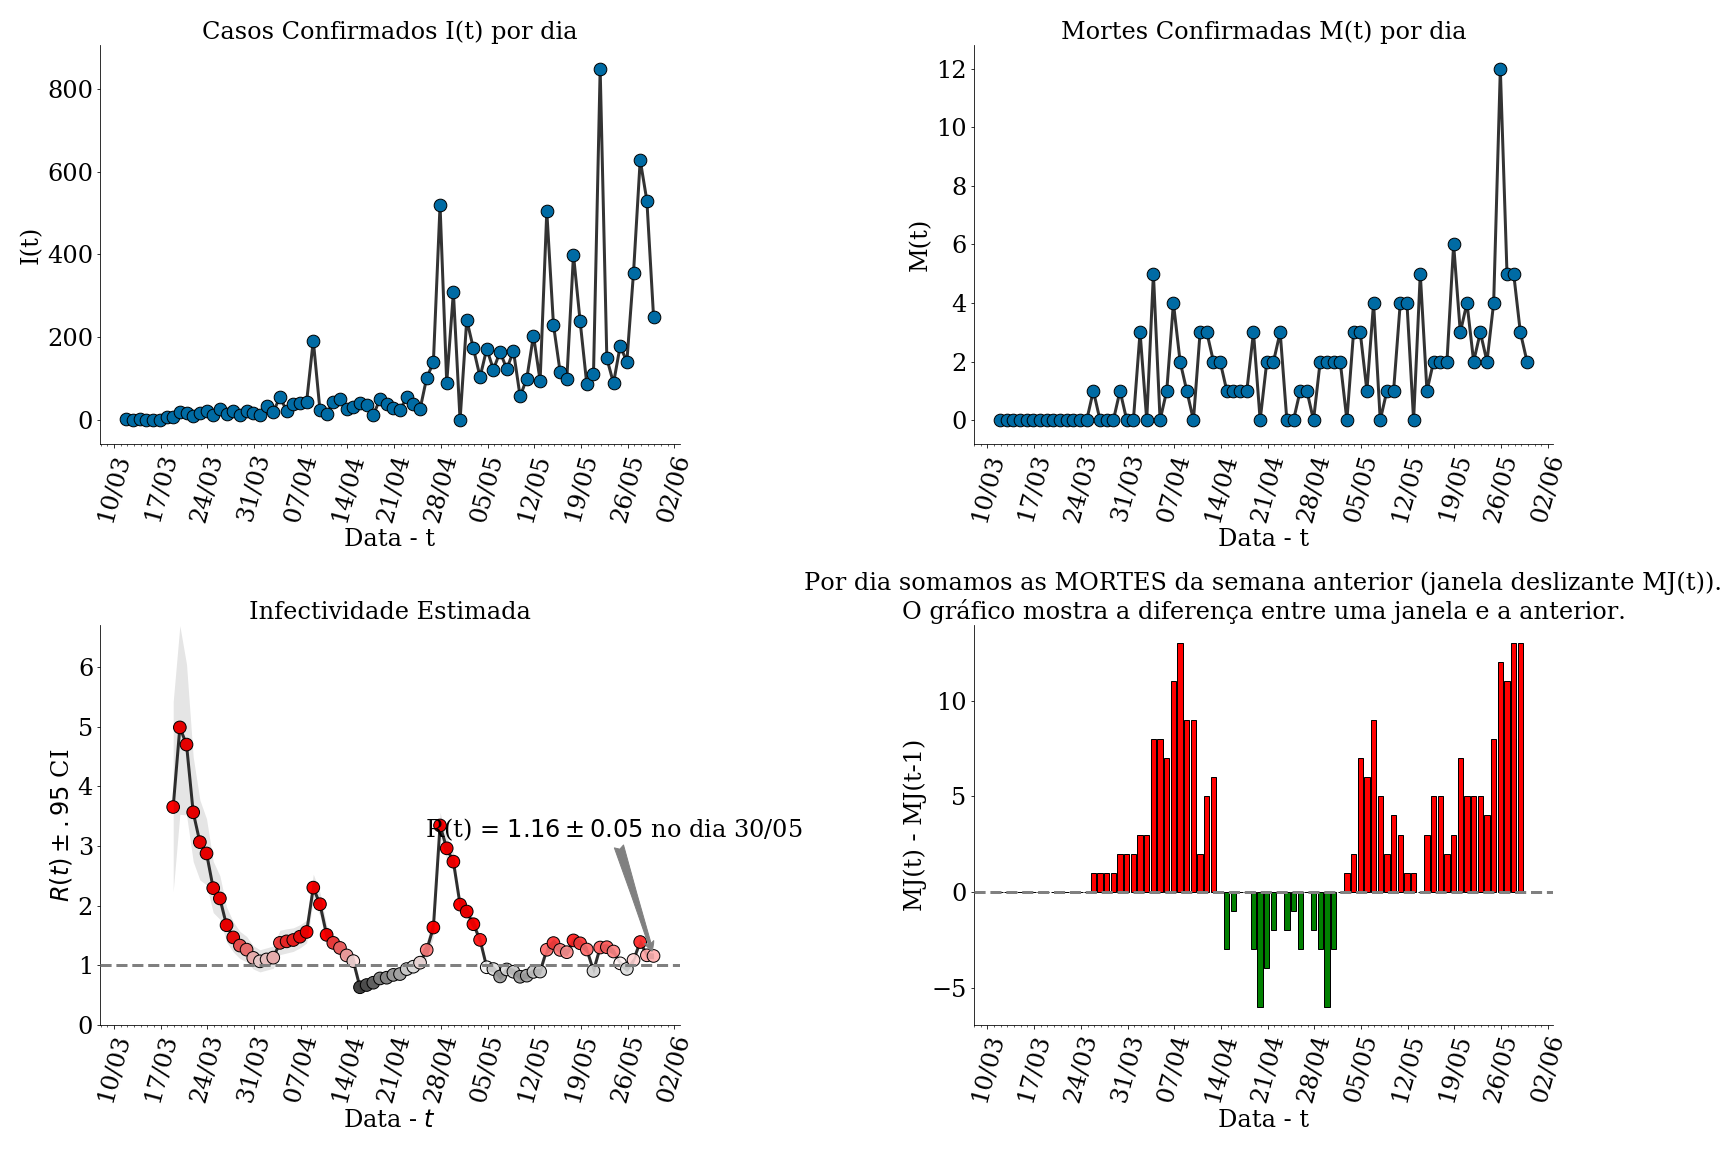 Casos Confirmados I(t) por dia
I(t)
800
600
400
200
0
10/03 17/03 24/03 31/03 07/04 14/04 21/04 28/04 05/05 12/05 19/05 26/05 02/06
Data - t
Mortes Confirmadas M(t) por dia
M(t)
12
10
8
6
4
2
0
10/03 17/03 24/03 31/03 07/04 14/04 21/04 28/04 05/05 12/05 19/05 26/05 02/06
Data - t
Infectividade Estimada
R(t) ± .95 CI
6
5
4
3
2
1
0
R(t) = 1.16 ± 0.05 no dia 30/05
10/03 17/03 24/03 31/03 07/04 14/04 21/04 28/04 05/05 12/05 19/05 26/05 02/06
Data - t
Por dia somamos as MORTES da semana anterior (janela deslizante MJ(t)).
O gráfico mostra a diferença entre uma janela e a anterior.
MJ(t) - MJ(t-1)
10
5
0
−5
10/03 17/03 24/03 31/03 07/04 14/04 21/04 28/04 05/05 12/05 19/05 26/05 02/06
Data - t